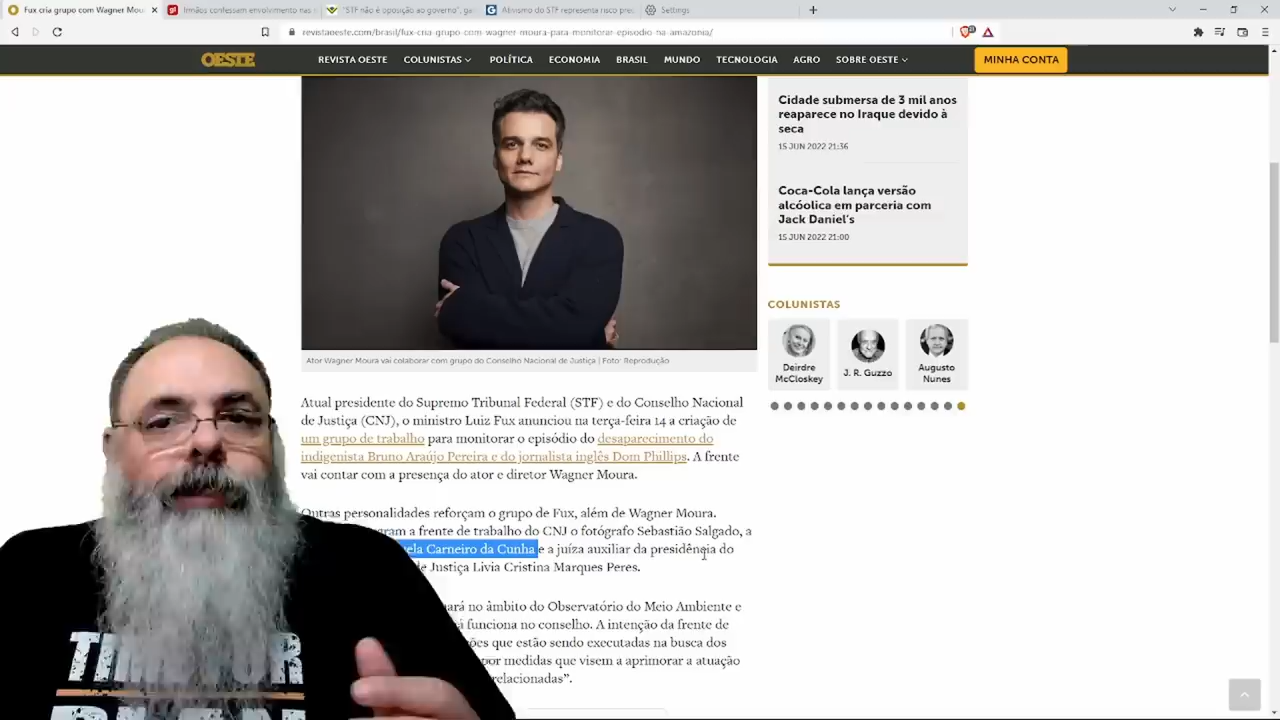 Fux cria grupo com Wagner Mou
Irmãos confessam envolvimento nas
"STF não é oposição ao governo", ga
Ativismo do STF representa risco prec
Settings
revistaoeste.com/brasil/fux-cria-grupo-com-wagner-moura-para-monitorar-episodio-na-amazonia/
OESTE
REVISTA OESTE
COLUNISTAS
POLÍTICA
ECONOMIA
BRASIL
MUNDO
TECNOLOGIA
AGRO
SOBRE OESTE
MINHA CONTA
Cidade submersa de 3 mil anos
reaparece no Iraque devido à
seca
15 JUN 2022 21:36
Coca-Cola lança versão
alcóolica em parceria com
Jack Daniel's
15 JUN 2022 21:00
COLUNISTAS
Deirdre
McCloskey
J. R. Guzzo
Augusto
Nunes
Ator Wagner Moura vai colaborar com grupo do Conselho Nacional de Justiça | Foto: Reprodução
Atual presidente do Supremo Tribunal Federal (STF) e do Conselho Nacional
de Justiça (CNJ), o ministro Luiz Fux anunciou na terça-feira 14 a criação de
um grupo de trabalho para monitorar o episódio do desaparecimento do
indigenista Bruno Araújo Pereira e do jornalista inglês Dom Phillips. A frente
vai contar com a presença do ator e diretor Wagner Moura.
Outras personalidades reforçam o grupo de Fux, além de Wagner Moura.
gram a frente de trabalho do CNJ o fotógrafo Sebastião Salgado, a
ela Carneiro da Cunha e a juíza auxiliar da presidência do
de Justiça Livia Cristina Marques Peres.
ará no âmbito do Observatório do Meio Ambiente e
á funciona no conselho. A intenção da frente de
ções que estão sendo executadas na busca dos
por medidas que visem a aprimorar a atuação
relacionadas”.